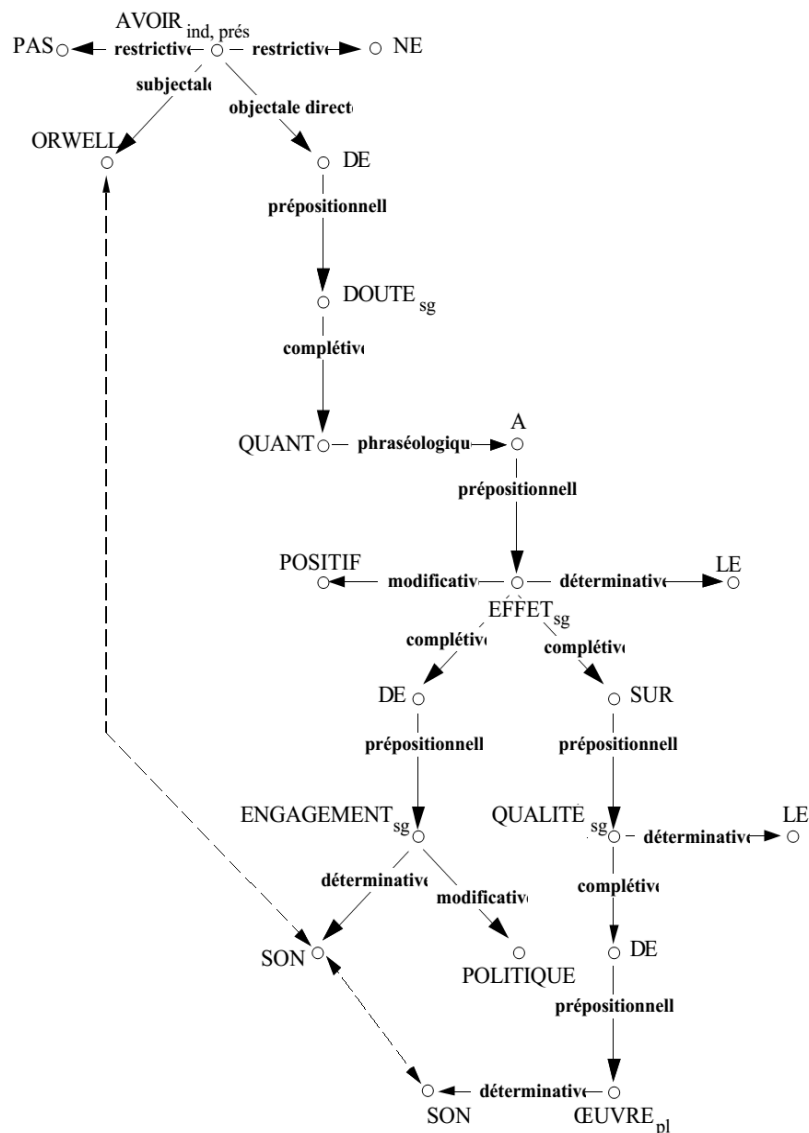 AVOIR ind, prés
PAS restrictive restrictive NE
subjectale
objectale direct
ORWELL
DE
prépositionnell
DOUTE sg
complétive
A
QUANT phraséologiqu
prépositionnell
POSITIF modificative déterminative LE
EFFET sg
complétive complétive
DE SUR
prépositionnell prépositionnell
ENGAGEMENT sg QUALITÉ sg déterminative LE
déterminative modificative complétive
SON POLITIQUE DE
prépositionnell
déterminative
SON ŒUVRE pl